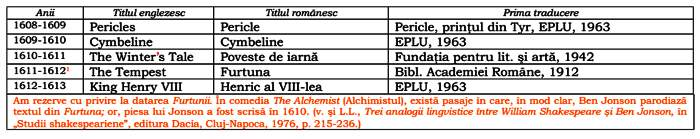 Anii Titlul englezesc Titlul românesc Prima traducere
1608-1609 Pericles Pericle Pericle, prinţul din Tyr, EPLU, 1963
1609-1610 Cymbeline Cymbeline EPLU, 1963
1610-1611 The Winter's Tale Poveste de iarnă Fundaţia pentru lit. şi artă, 1942
1611-1612¹ The Tempest Furtuna Bibl. Academiei Române, 1912
1612-1613 King Henry VIII Henric al VIII-lea EPLU, 1963
Am rezerve cu privire la datarea Furtunii. În comedia The Alchemist (Alchimistul), există pasaje în care, în mod clar, Ben Jonson parodiază
textul din Furtuna; or, piesa lui Jonson a fost scrisă în 1610. (v. şi L.L., Trei analogii lingvistice între William Shakespeare şi Ben Jonson, în
„Studii shakespeariene", editura Dacia, Cluj-Napoca, 1976, p. 215-236.)